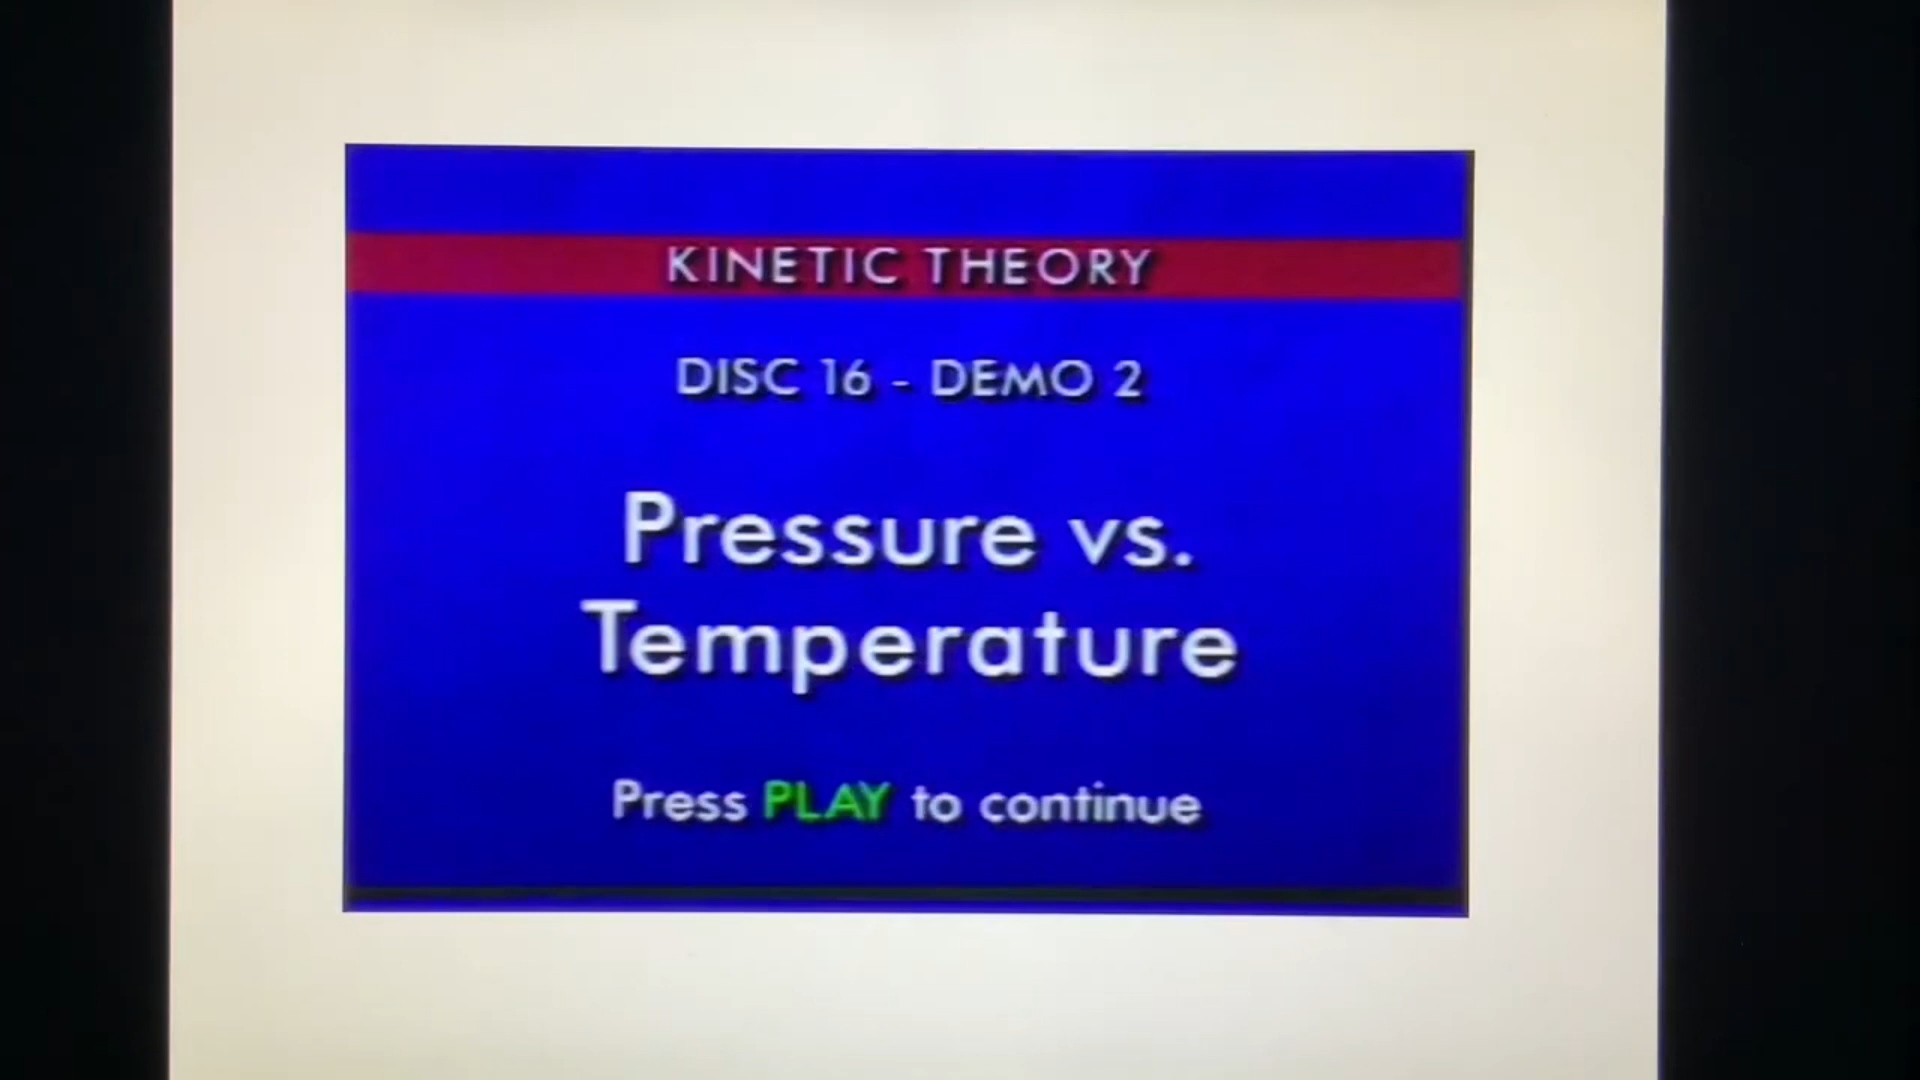 KINETIC THEORY
DISC 16 - DEMO 2
Pressure vs.
Temperature
Press PLAY to continue